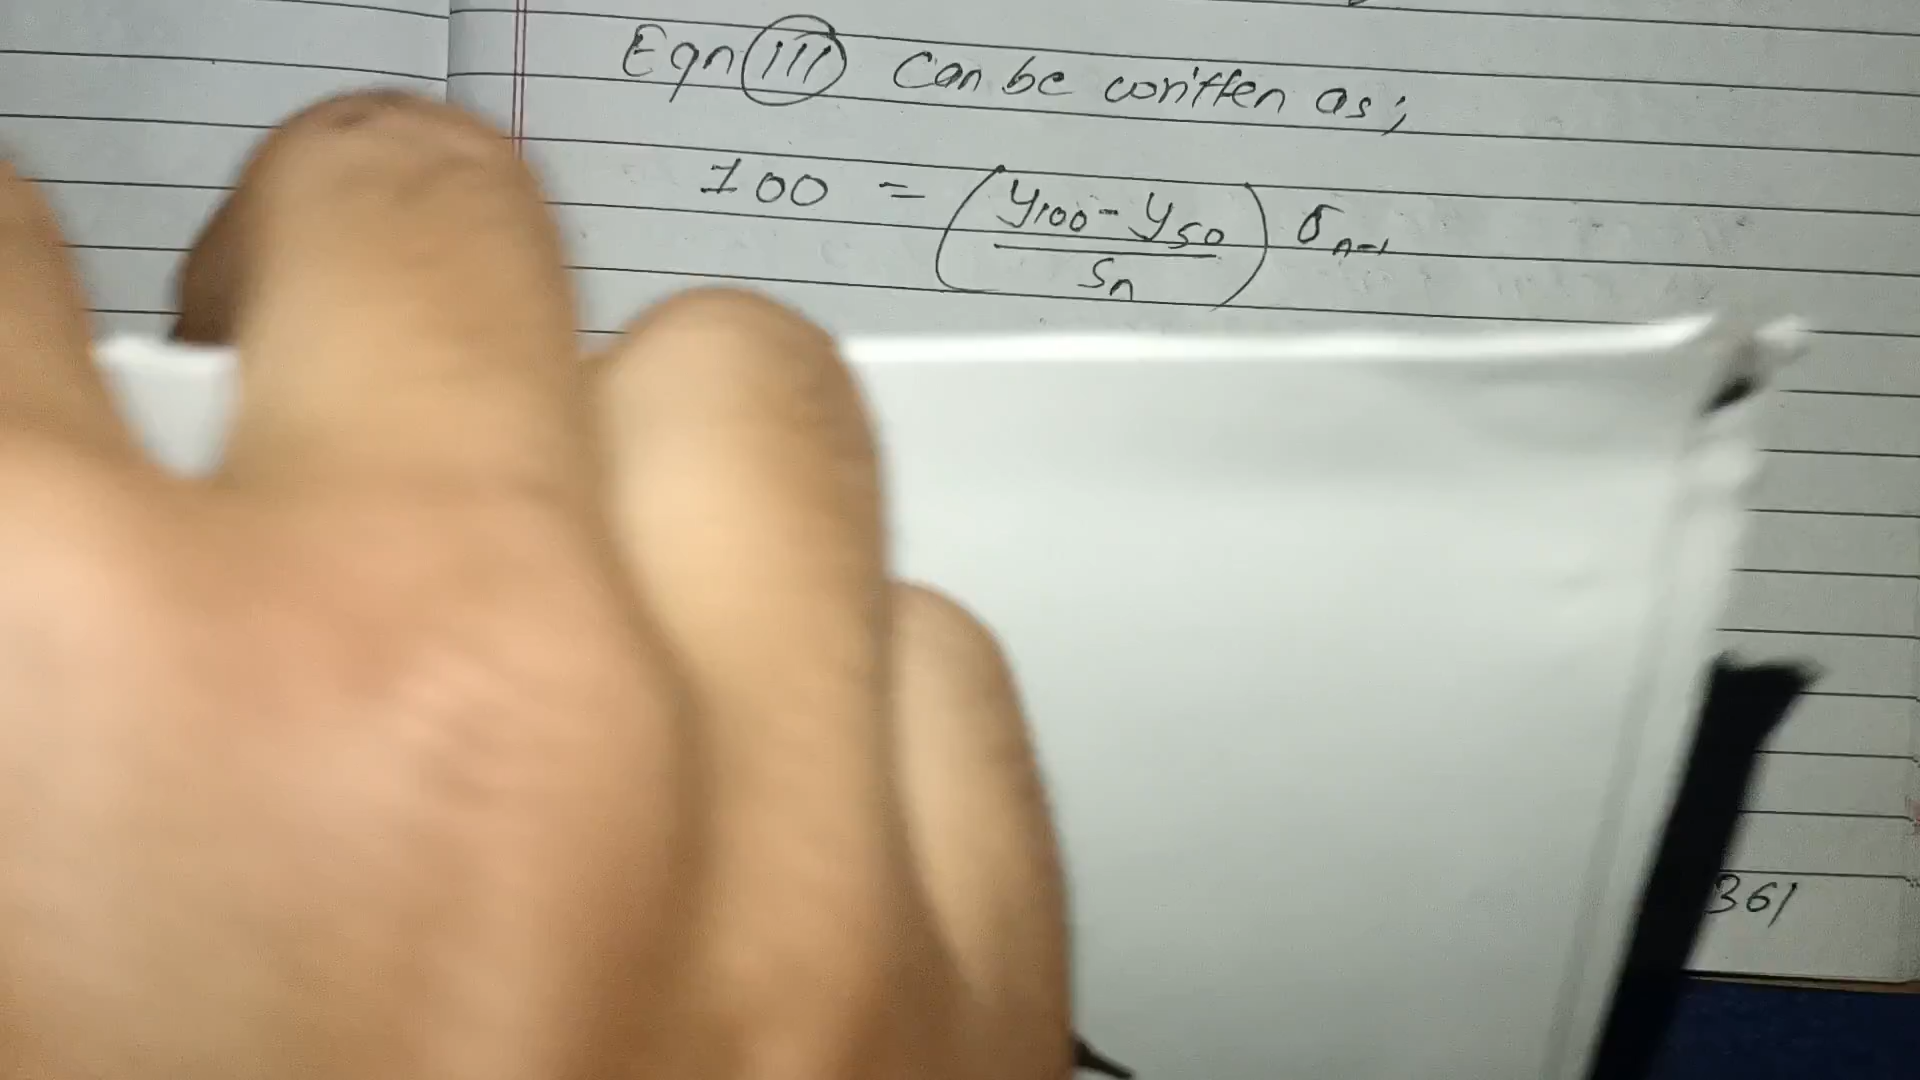 Eqn (III) Can be written as;
100 = ((y100 - y50) / Sn) σn-1
361